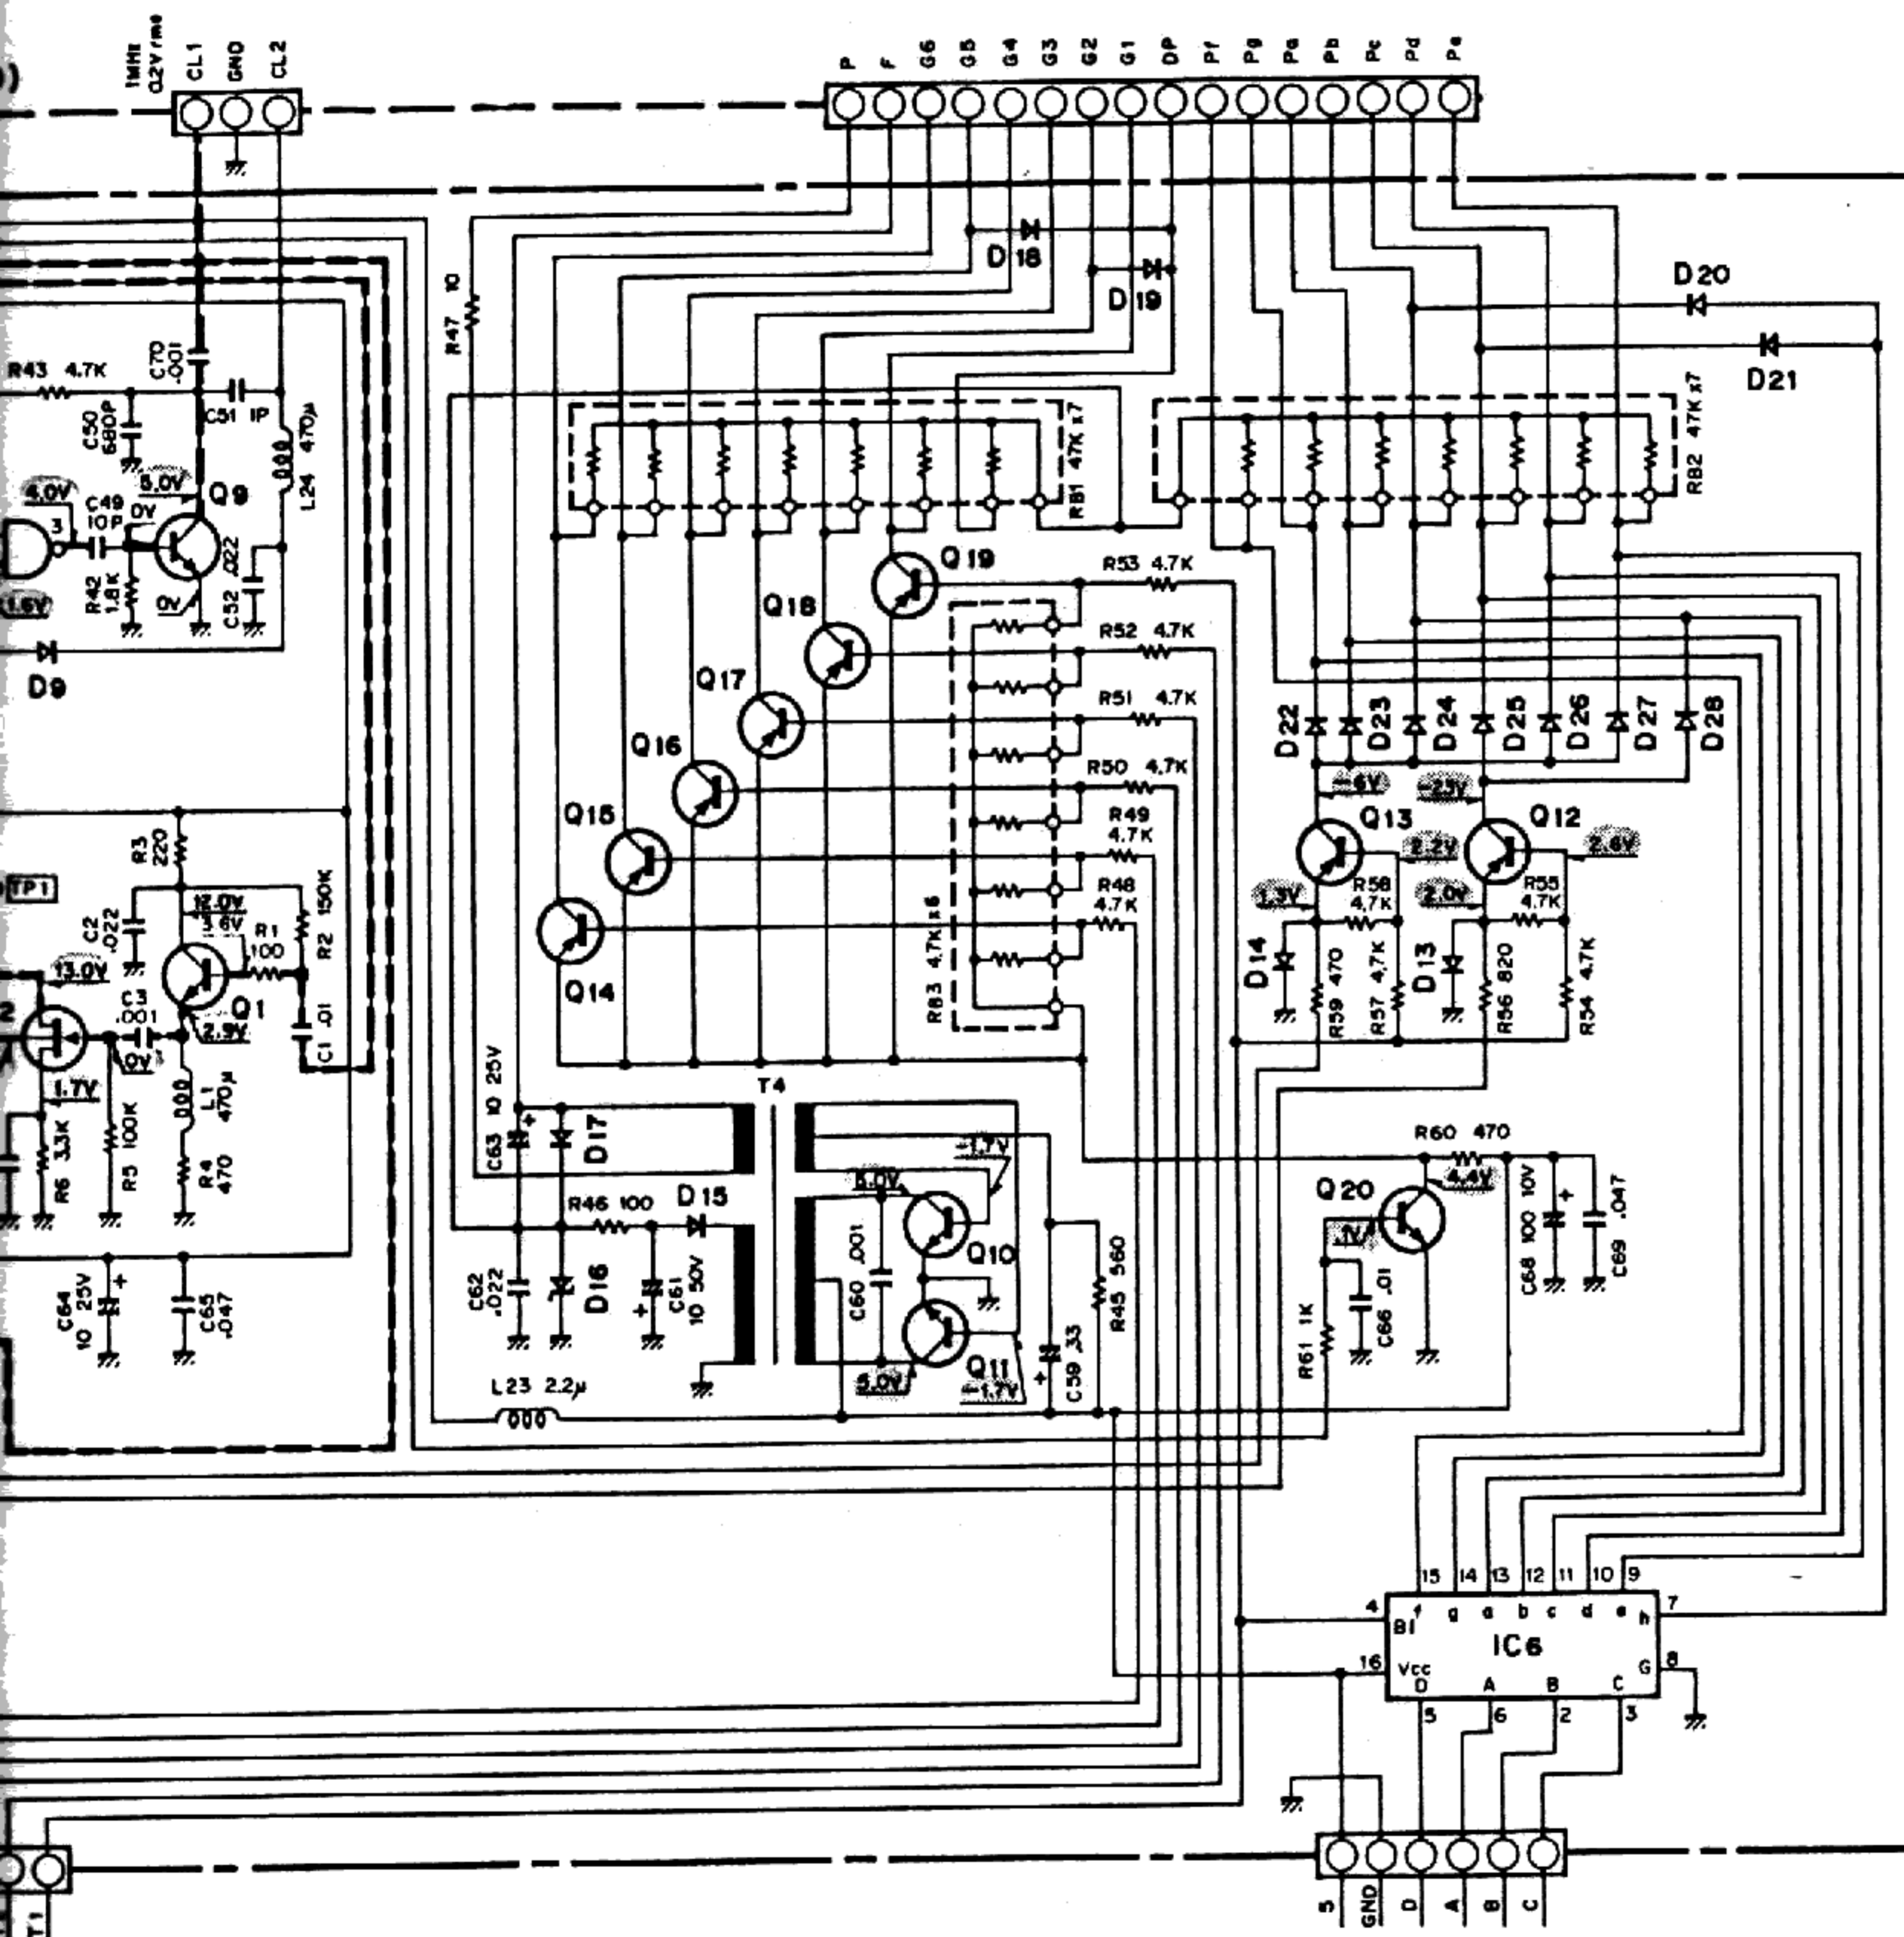 1MHz
0.2Vrms
CL1
GND
CL2
P
F
G6
G5
G4
G3
G2
G1
DP
Pf
Pg
Pa
Pb
Pc
Pd
Pe
D18
D19
D20
D21
R47 10
R43 4.7K
C70
.001
C51 1P
C50
680P
L24 470μ
RB1 47K x7
RB2 47K x7
4.0V
C49
10P
0V
5.0V
Q9
3
R42
1.8K
0V
C52 .022
1.6V
D9
Q19
Q18
Q17
Q16
Q15
Q14
R53 4.7K
R52 4.7K
R51 4.7K
R50 4.7K
R49
4.7K
R48
4.7K
RB3 4.7K x6
D22
D23
D24
D25
D26
D27
D28
-6V
-25V
Q13
Q12
2.2V
2.6V
1.3V
R58
4.7K
2.0V
R55
4.7K
D14
R59 470
R57 4.7K
D13
R56 820
R54 4.7K
R3
220
TP1
C2
.022
12.0V
3.6V
R1
100
R2 150K
13.0V
C3
.001
Q1
2.9V
C1 .01
2
0V
1.7V
L1
470μ
R6 3.3K
R5 100K
R4
470
C64
10 25V
C65
.047
T4
C63 10 25V
D17
R46 100
D15
C62
.022
D16
C61
10 50V
-1.7V
5.0V
Q10
C60 .001
Q11
5.0V
-1.7V
R45 560
C59 33
L23 2.2μ
R60 470
4.4V
Q20
C68 100 10V
C69 .047
C66 .01
R61 1K
15 14 13 12 11 10 9
4
7
BI
f g a b c d e h
IC6
16
Vcc
G
8
D A B C
5 6 2 3
5
GND
D
A
B
C
T1